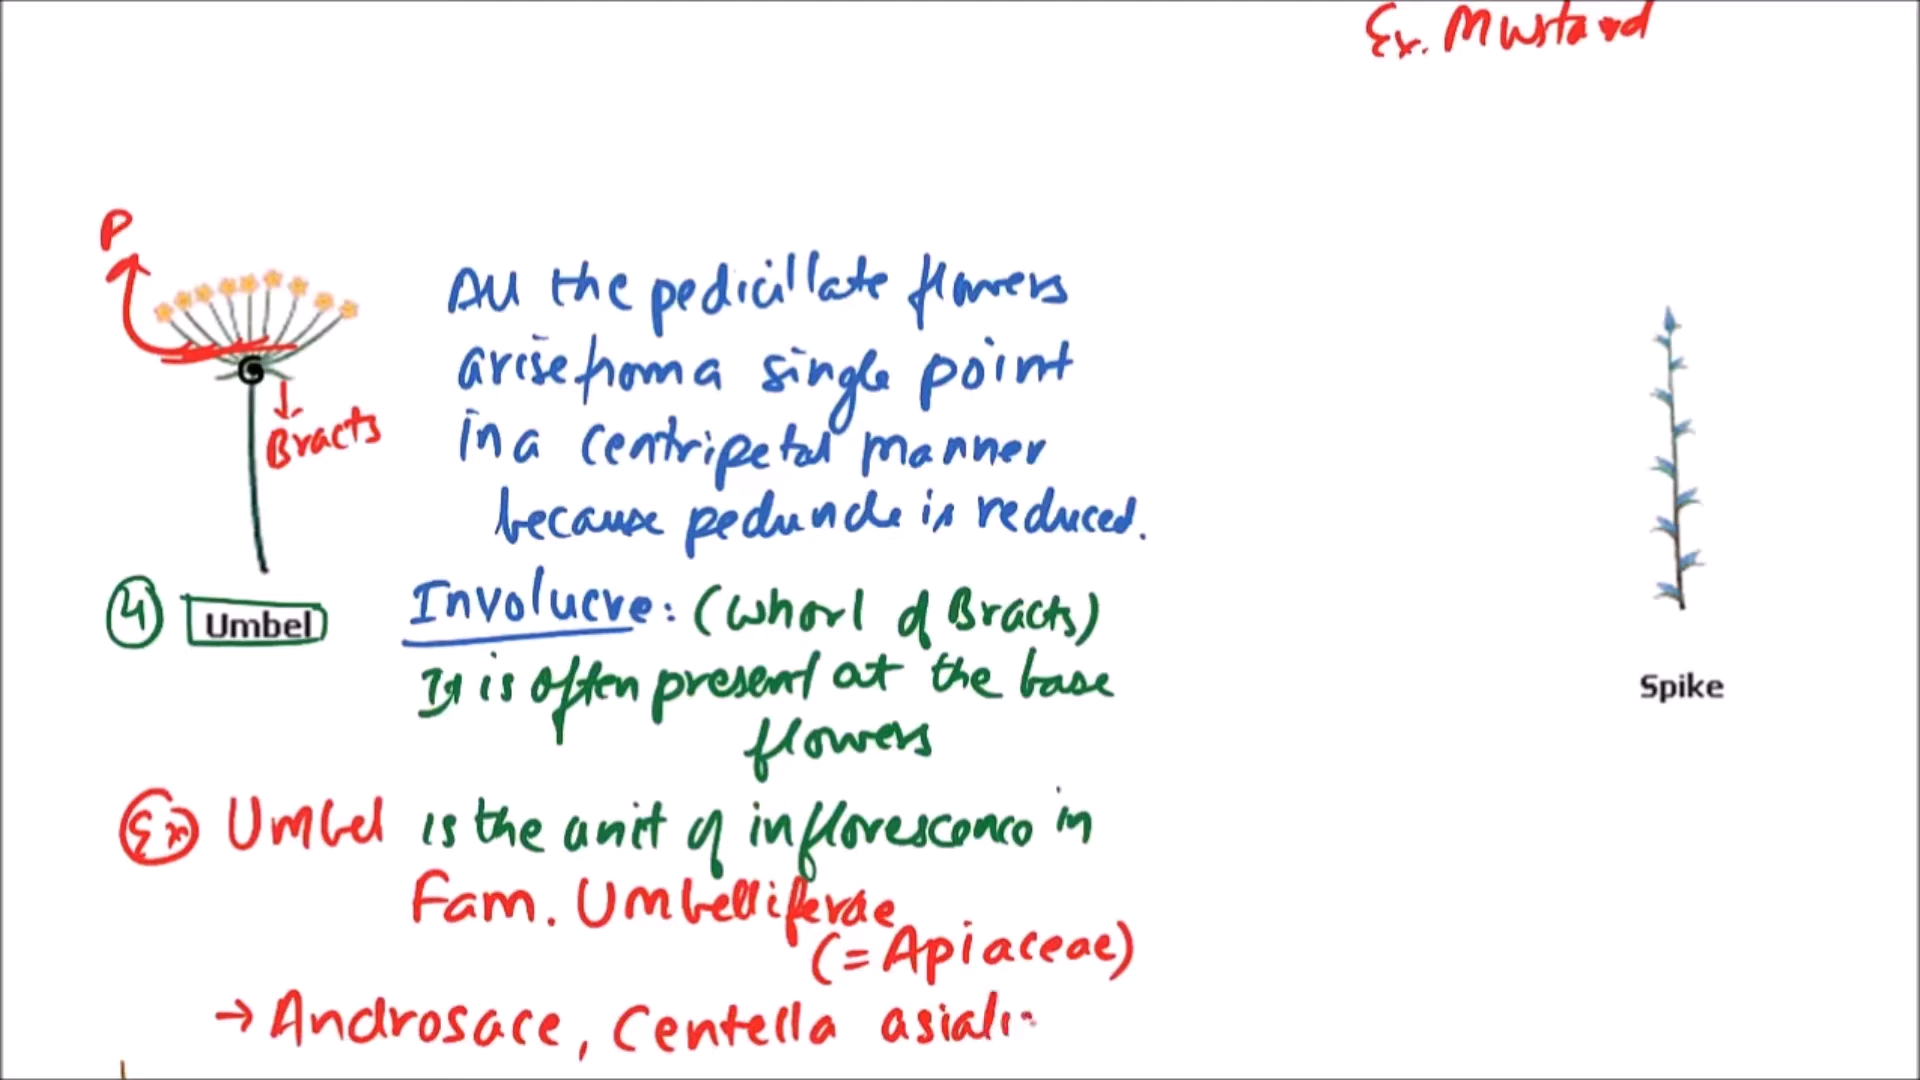 Ex. Mustard
P
All the pedicillate flowers
arise from a single point
in a centripetal manner
because peduncle is reduced.
Bracts
4 Umbel
Involucre: (whorl of Bracts)
It is often present at the base
flowers
Spike
Ex Umbel is the unit of inflorescence in
Fam. Umbelliferae
(= Apiaceae)
→ Androsace, Centella asiati